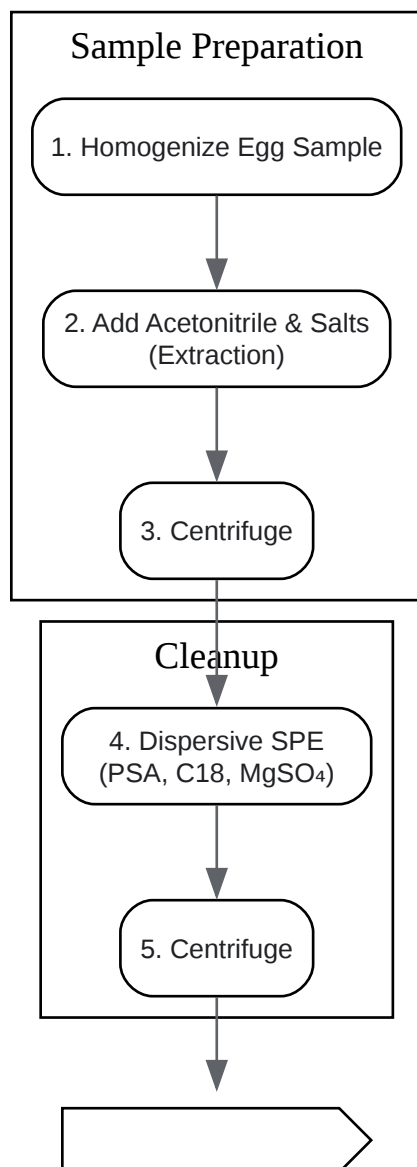 Sample Preparation
1. Homogenize Egg Sample
2. Add Acetonitrile & Salts
(Extraction)
3. Centrifuge
Cleanup
4. Dispersive SPE
(PSA, C18, MgSO₄)
5. Centrifuge